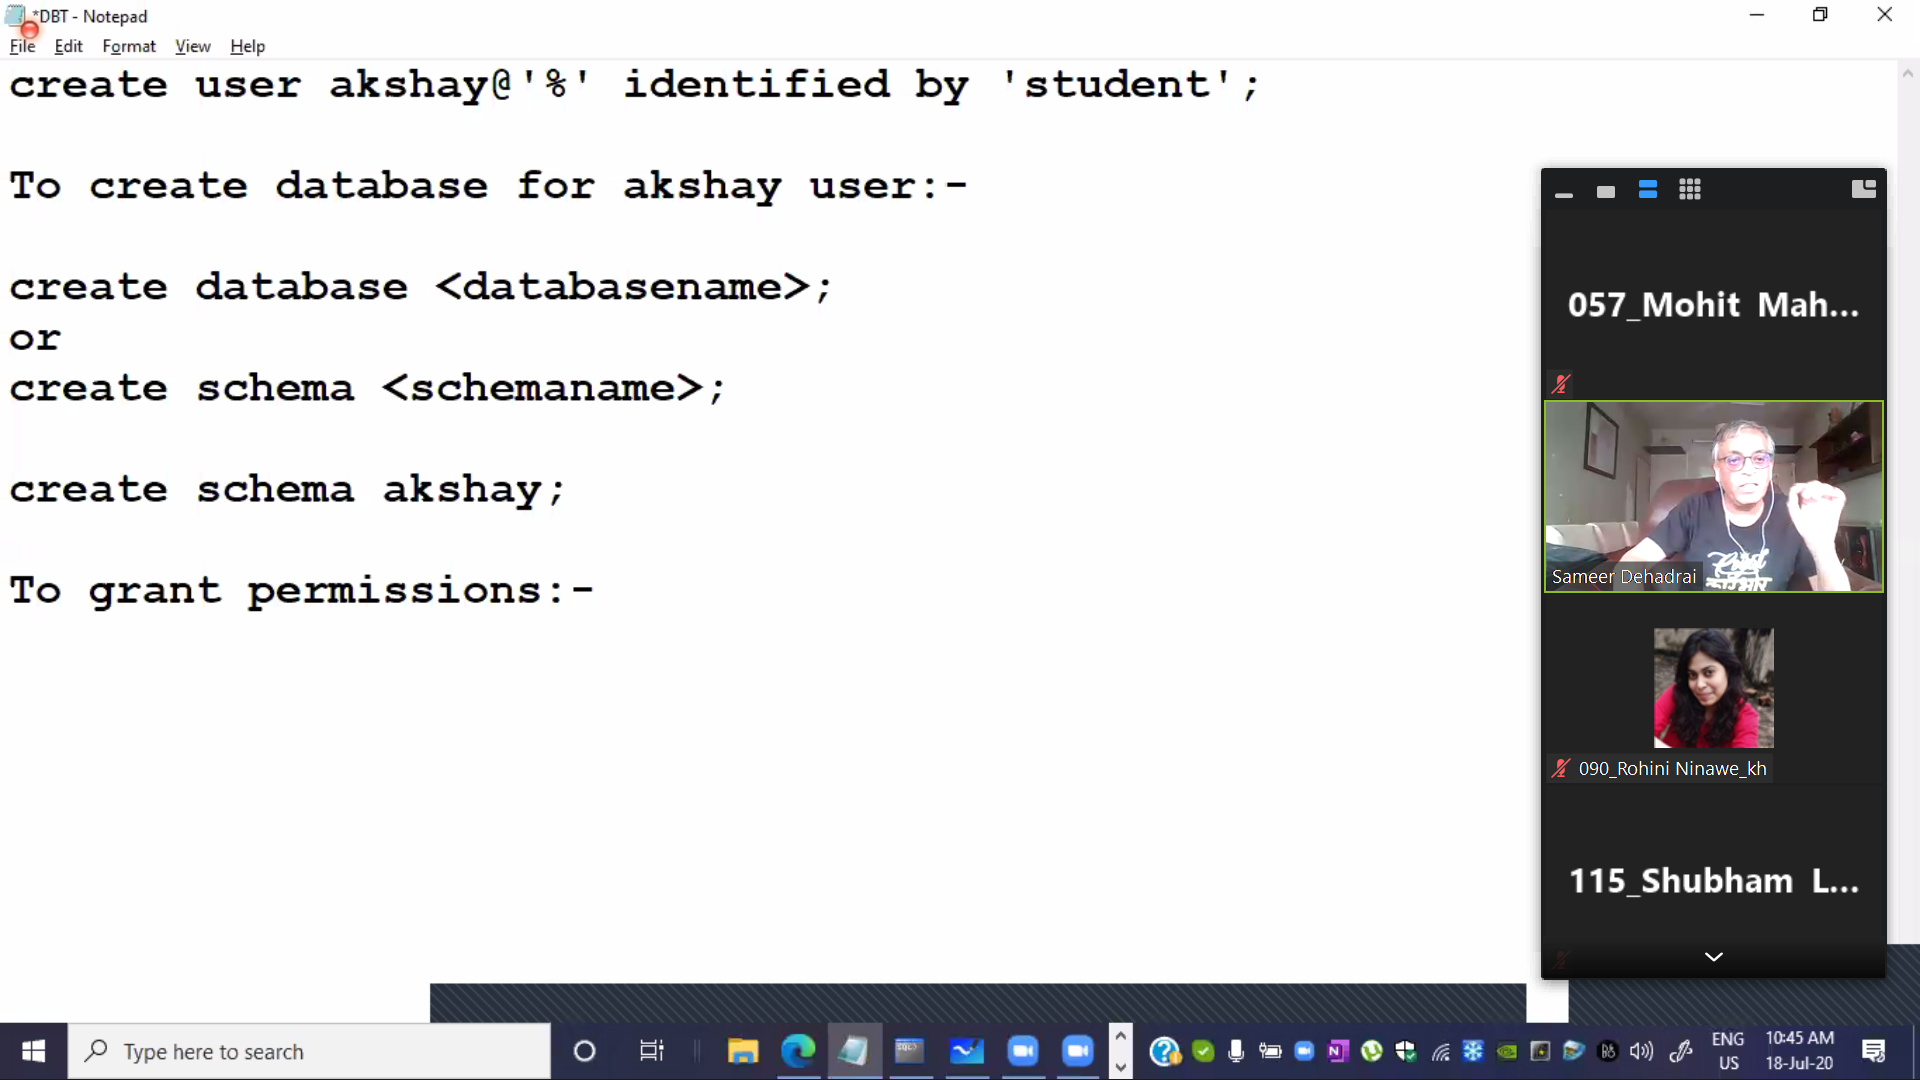 *DBT - Notepad
File Edit Format View Help
create user akshay@'%' identified by 'student';
To create database for akshay user:-
create database <databasename>;
or
create schema <schemaname>;
create schema akshay;
To grant permissions:-
057_Mohit Mah...
Sameer Dehadrai
090_Rohini Ninawe_kh
115_Shubham L...
Type here to search
ENG
US
10:45 AM
18-Jul-20